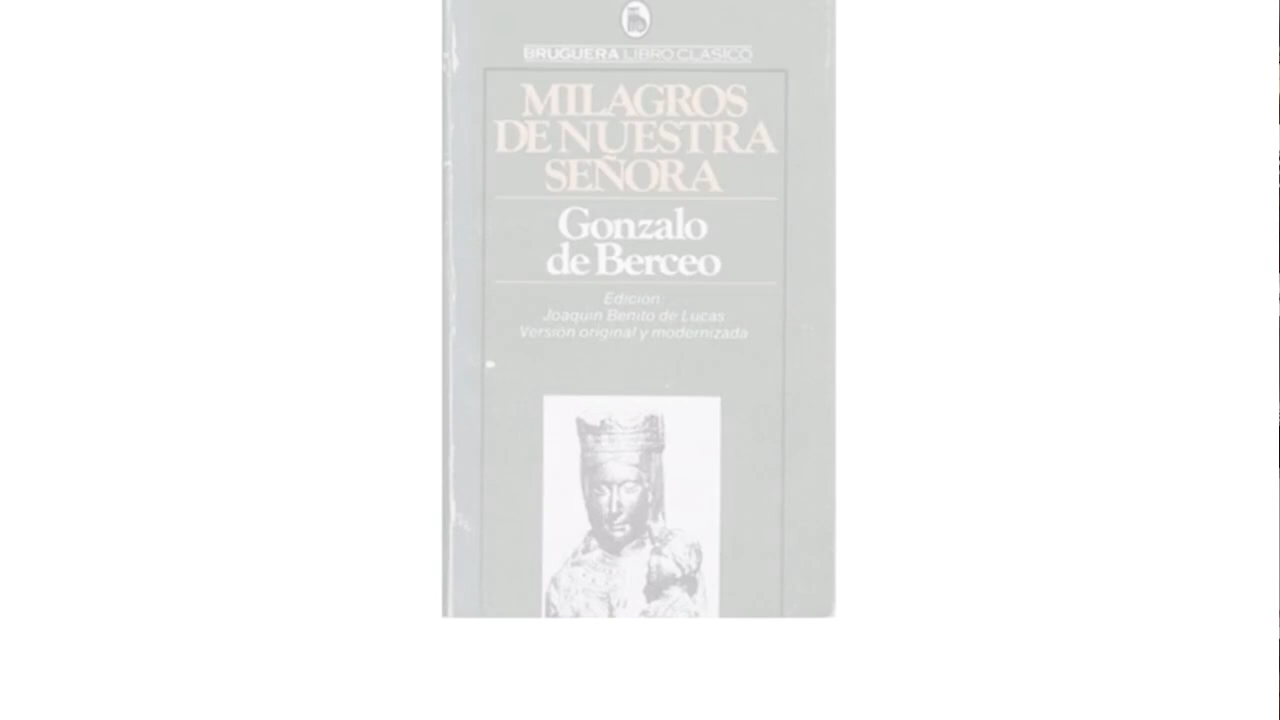 BRUGUERA LIBRO CLASICO
MILAGROS
DE NUESTRA
SEÑORA
Gonzalo
de Berceo
Edición:
Joaquín Benito de Lucas
Versión original y modernizada